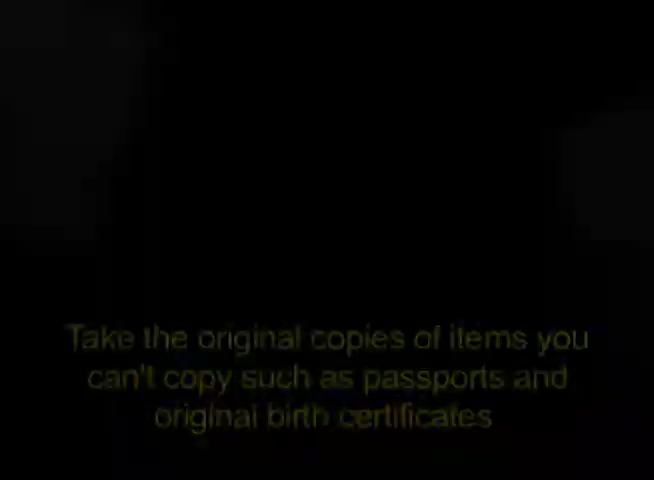 Take the original copies of items you
can't copy such as passports and
original birth certificates